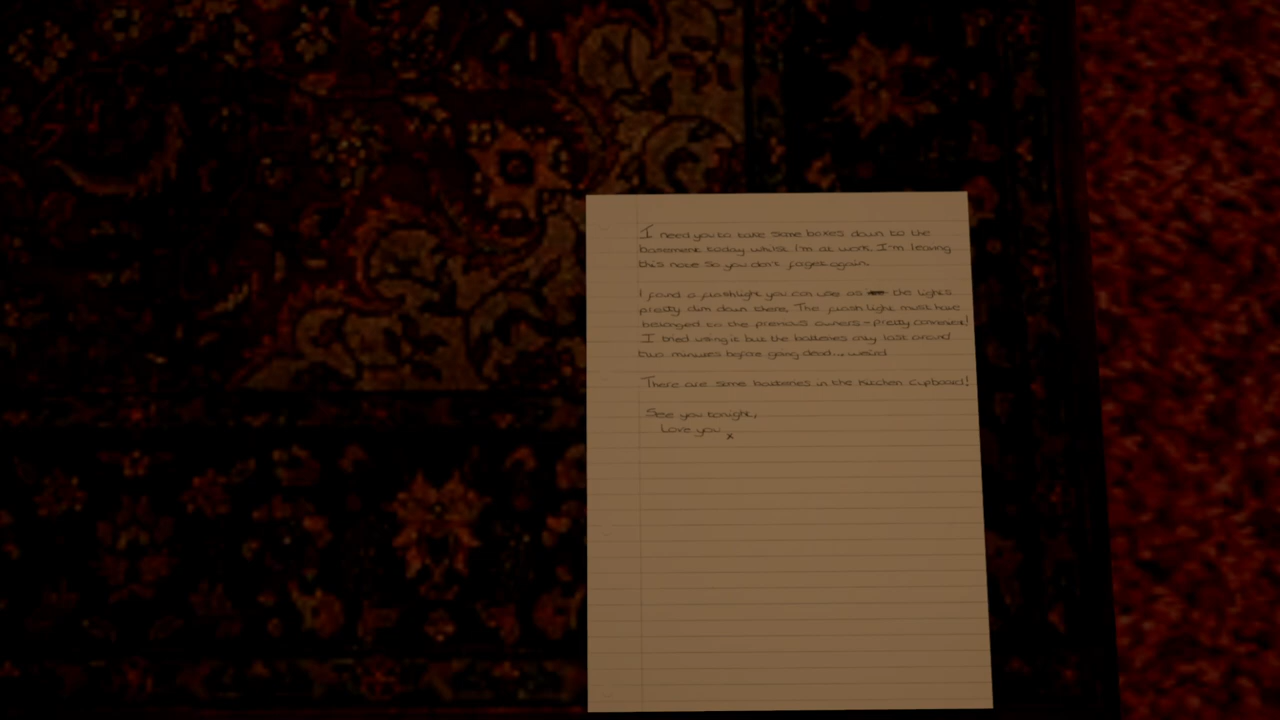 I need you to take some boxes down to the
basement today whilst I'm at work. I'm leaving
this note so you don't forget again.
I found a flashlight you can use as the lights
pretty dim down there. The flash light must have
belonged to the previous owners - pretty convenient!
I tried using it but the batteries only last around
two minutes before going dead... weird
There are some batteries in the kitchen cupboard!
See you tonight,
Love you x